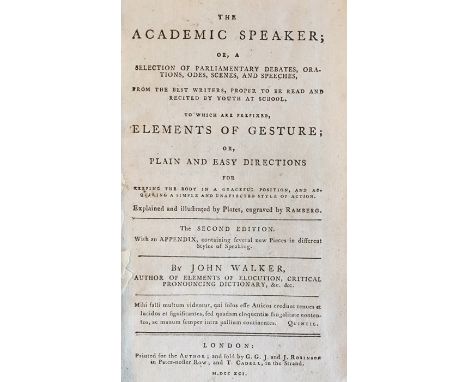 THE
ACADEMIC SPEAKER;
OR, A
SELECTION OF PARLIAMENTARY DEBATES, ORA-
TIONS, ODES, SCENES, AND SPEECHES,
FROM THE BEST WRITERS, PROPER TO BE READ AND
RECITED BY YOUTH AT SCHOOL.
TO WHICH ARE PREFIXED,
ELEMENTS OF GESTURE;
OR,
PLAIN AND EASY DIRECTIONS
FOR
KEEPING THE BODY IN A GRACEFUL POSITION, AND AC-
QUIRING A SIMPLE AND UNAFFECTED STYLE OF ACTION.
Explained and illustrated by Plates, engraved by RAMBERG.
The SECOND EDITION.
With an APPENDIX, containing several new Pieces in different
Styles of Speaking.
By JOHN WALKER,
AUTHOR OF ELEMENTS OF ELOCUTION, CRITICAL
PRONOUNCING DICTIONARY, &c. &c.
Mihi falli multum videntur, qui solos esse Atticos credunt tenues et
lucidos et significantes, sed quadam eloquentiæ frugalitate conten-
tos, ac manum semper intra pallium continentes. QUINTIL.
LONDON:
Printed for the AUTHOR; and sold by G. G. J. and J. ROBINSON
in Pater-noster Row, and T. CADELL, in the Strand.
M.DCC XCI.